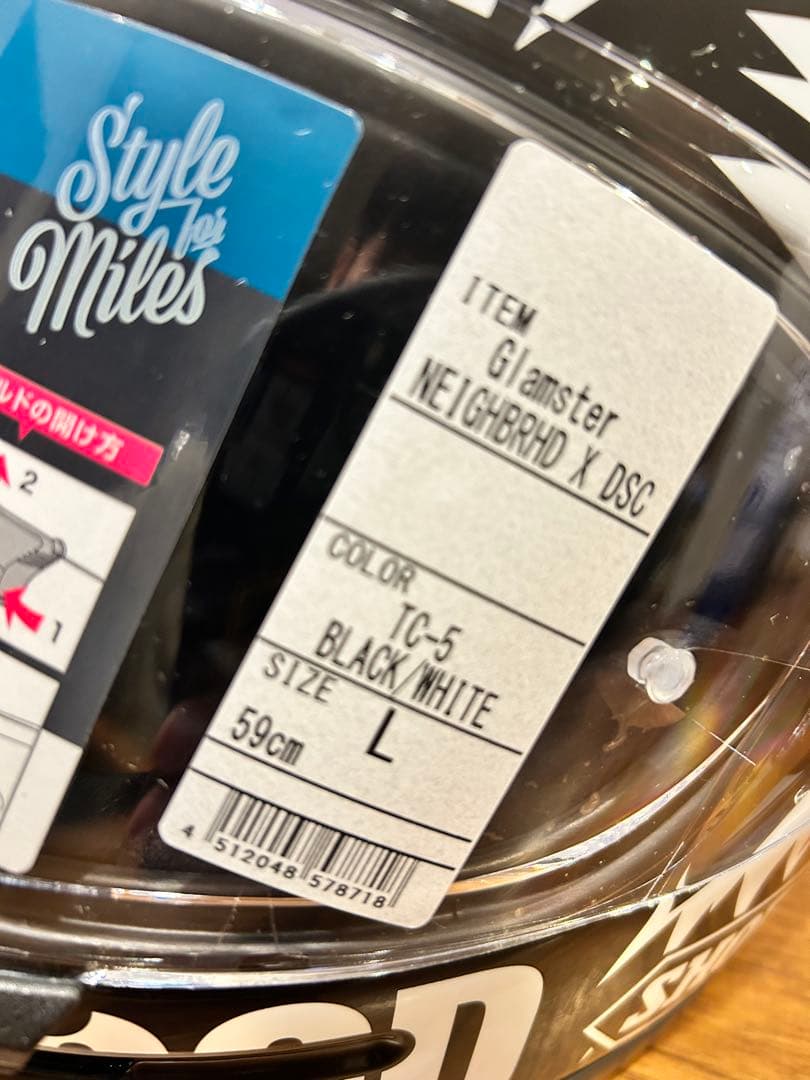 Style
for
Miles
ルドの開け方
2
1
ITEM
Glamster
NEIGHBRHD X DSC
COLOR
TC-5
BLACK/WHITE
SIZE
L
59cm
4 512048 578718